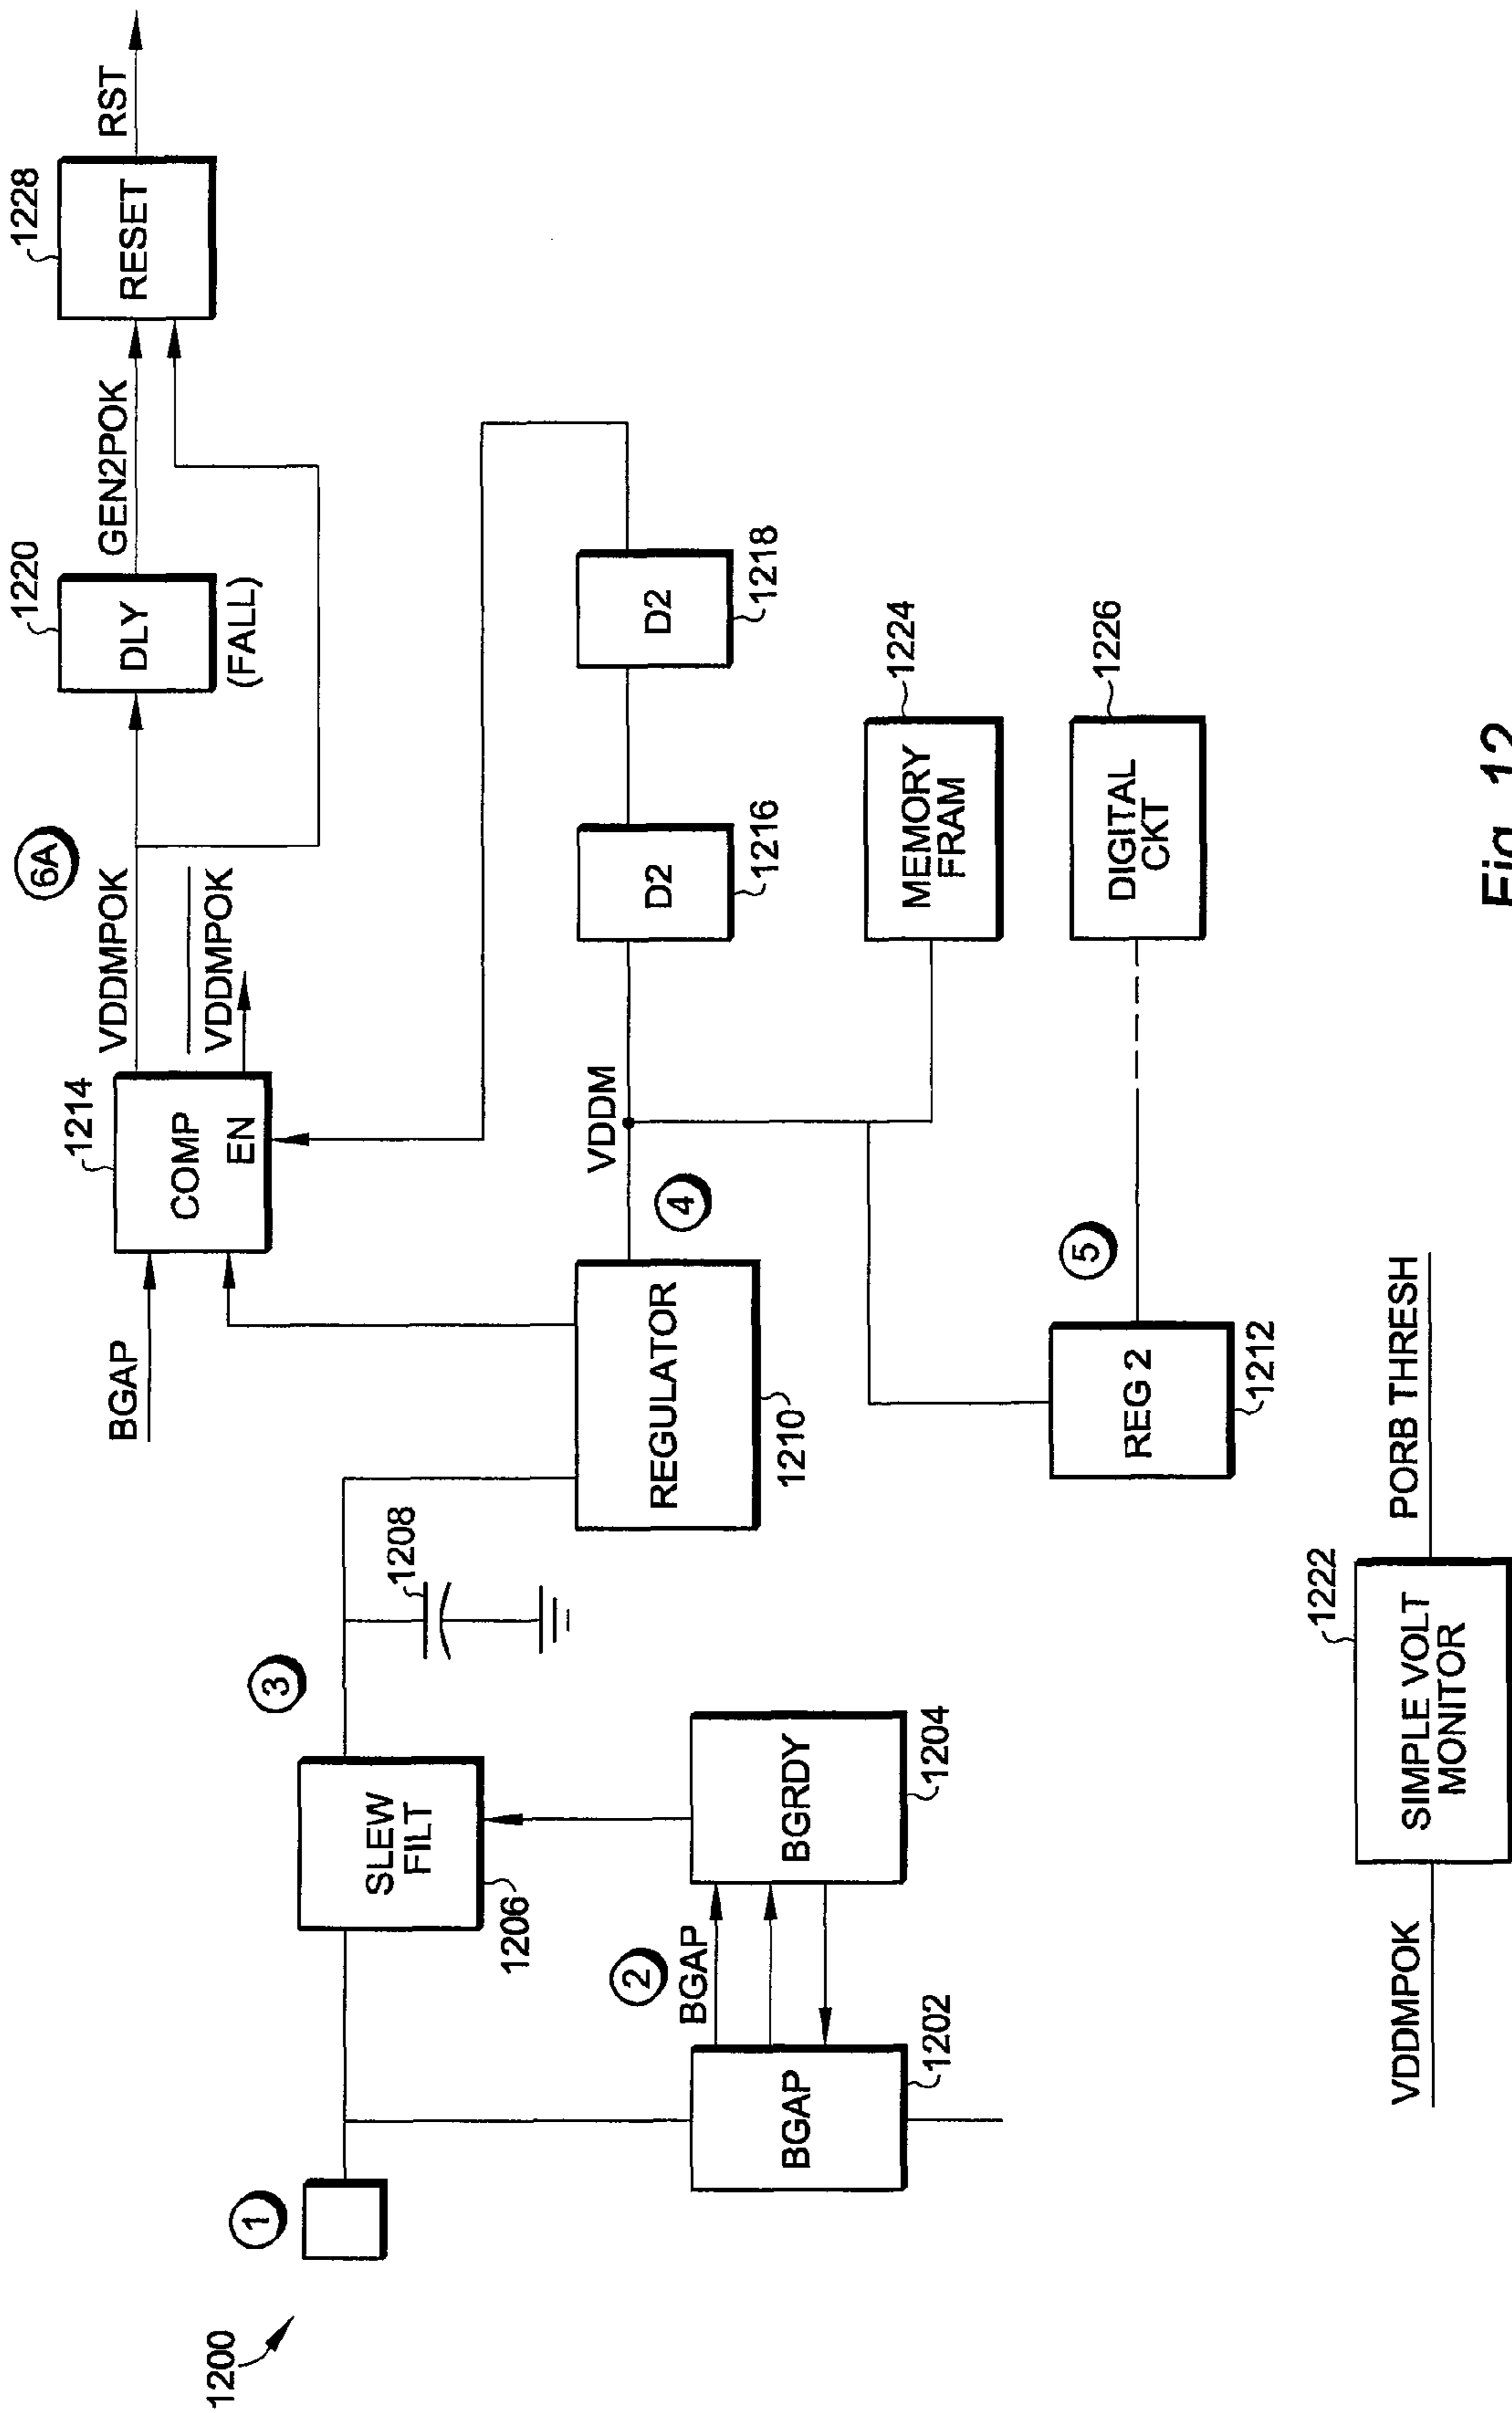 1200
1
BGAP
1202
2
BGAP
BGRDY
1204
SLEW
FILT
1206
3
1208
REGULATOR
1210
4
VDDM
BGAP
COMP
EN
1214
VDDMPOK
VDDMPOK
6A
DLY
1220
(FALL)
GEN2POK
RESET
1228
RST
D2
1216
D2
1218
MEMORY
FRAM
1224
REG 2
1212
5
DIGITAL
CKT
1226
VDDMPOK
SIMPLE VOLT
MONITOR
1222
PORB THRESH
Fig. 12